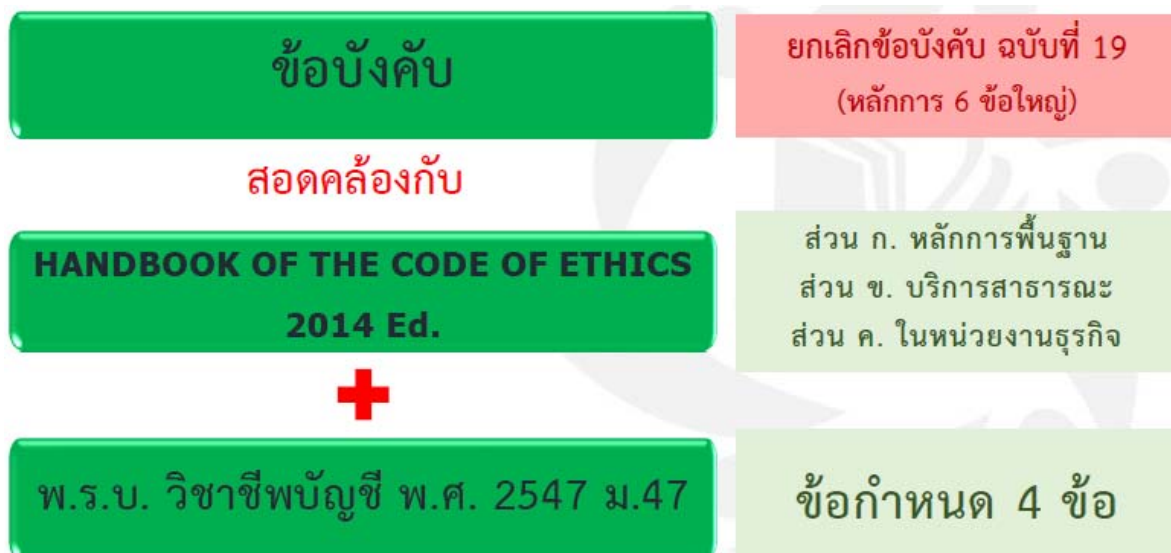 ข้อบังคับ
ยกเลิกข้อบังคับ ฉบับที่ 19
(หลักการ 6 ข้อใหญ่)
สอดคล้องกับ
HANDBOOK OF THE CODE OF ETHICS
2014 Ed.
ส่วน ก. หลักการพื้นฐาน
ส่วน ข. บริการสาธารณะ
ส่วน ค. ในหน่วยงานธุรกิจ
+
พ.ร.บ. วิชาชีพบัญชี พ.ศ. 2547 ม.47
ข้อกำหนด 4 ข้อ